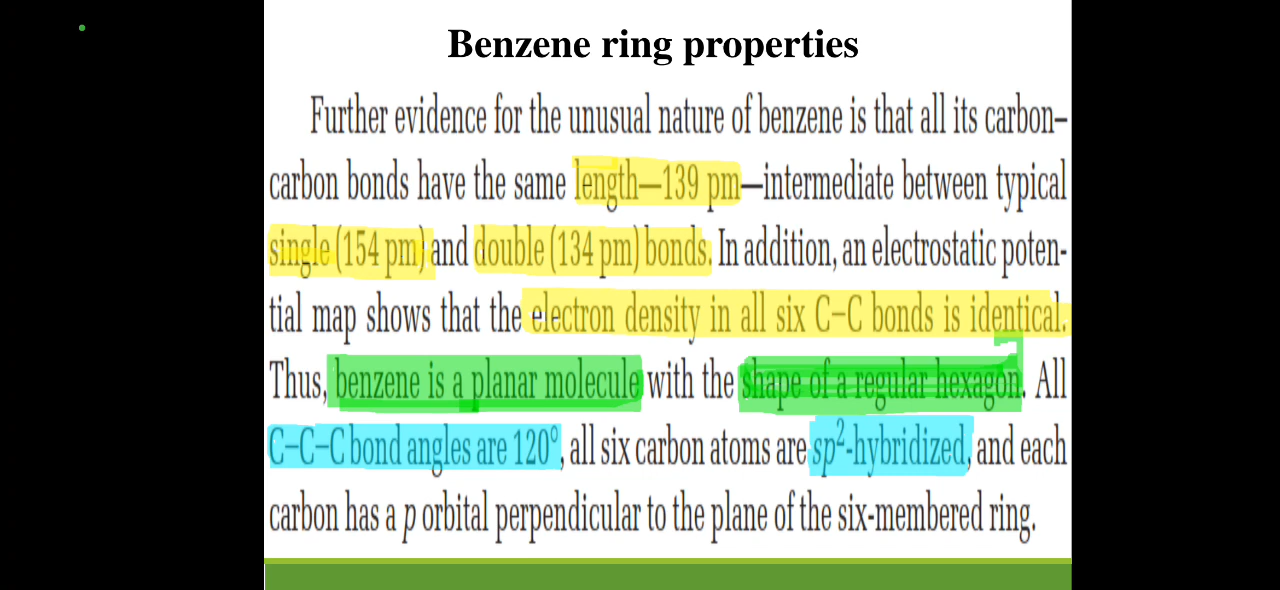 Benzene ring properties
Further evidence for the unusual nature of benzene is that all its carbon–
carbon bonds have the same length—139 pm—intermediate between typical
single (154 pm) and double (134 pm) bonds. In addition, an electrostatic poten-
tial map shows that the electron density in all six C−C bonds is identical.
Thus, benzene is a planar molecule with the shape of a regular hexagon. All
C−C−C bond angles are 120°, all six carbon atoms are sp²-hybridized, and each
carbon has a p orbital perpendicular to the plane of the six-membered ring.